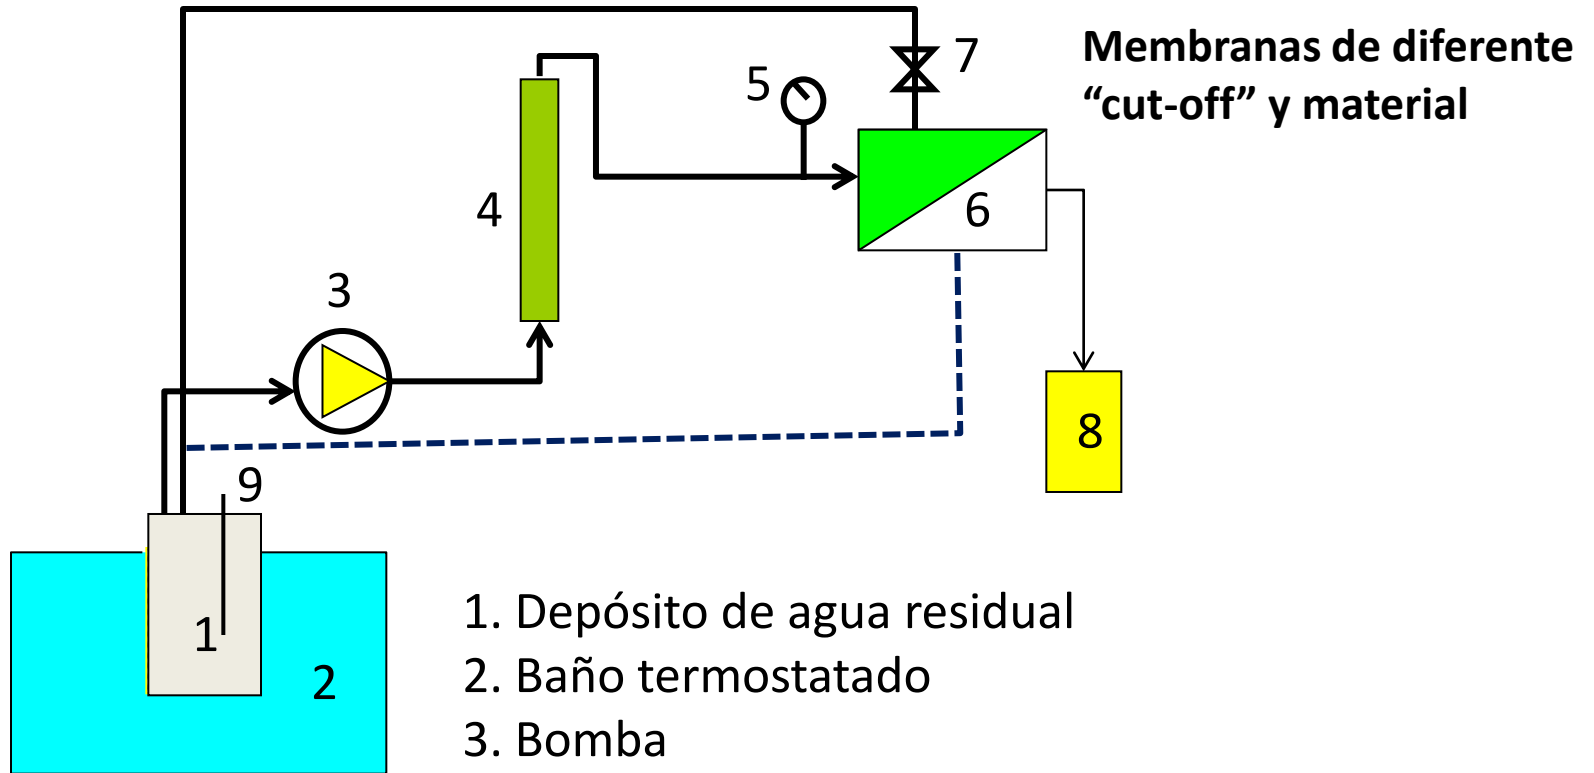 Membranas de diferente
“cut-off” y material
7
5
4
6
3
8
9
1
2
1. Depósito de agua residual
2. Baño termostatado
3. Bomba